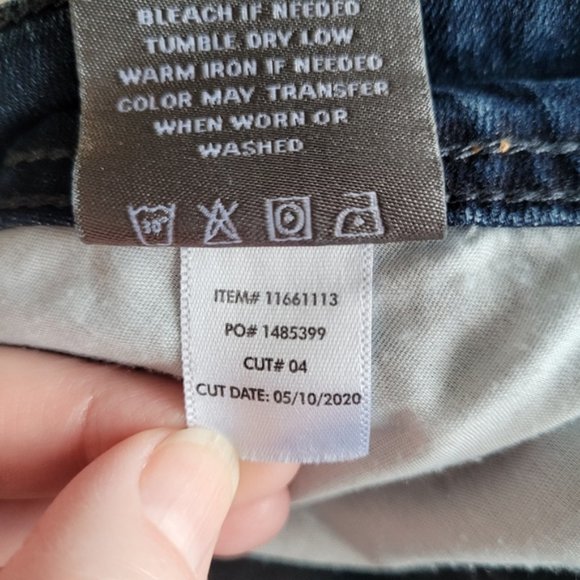 BLEACH IF NEEDED
TUMBLE DRY LOW
WARM IRON IF NEEDED
COLOR MAY TRANSFER
WHEN WORN OR
WASHED
30°
ITEM# 11661113
PO# 1485399
CUT# 04
CUT DATE: 05/10/2020